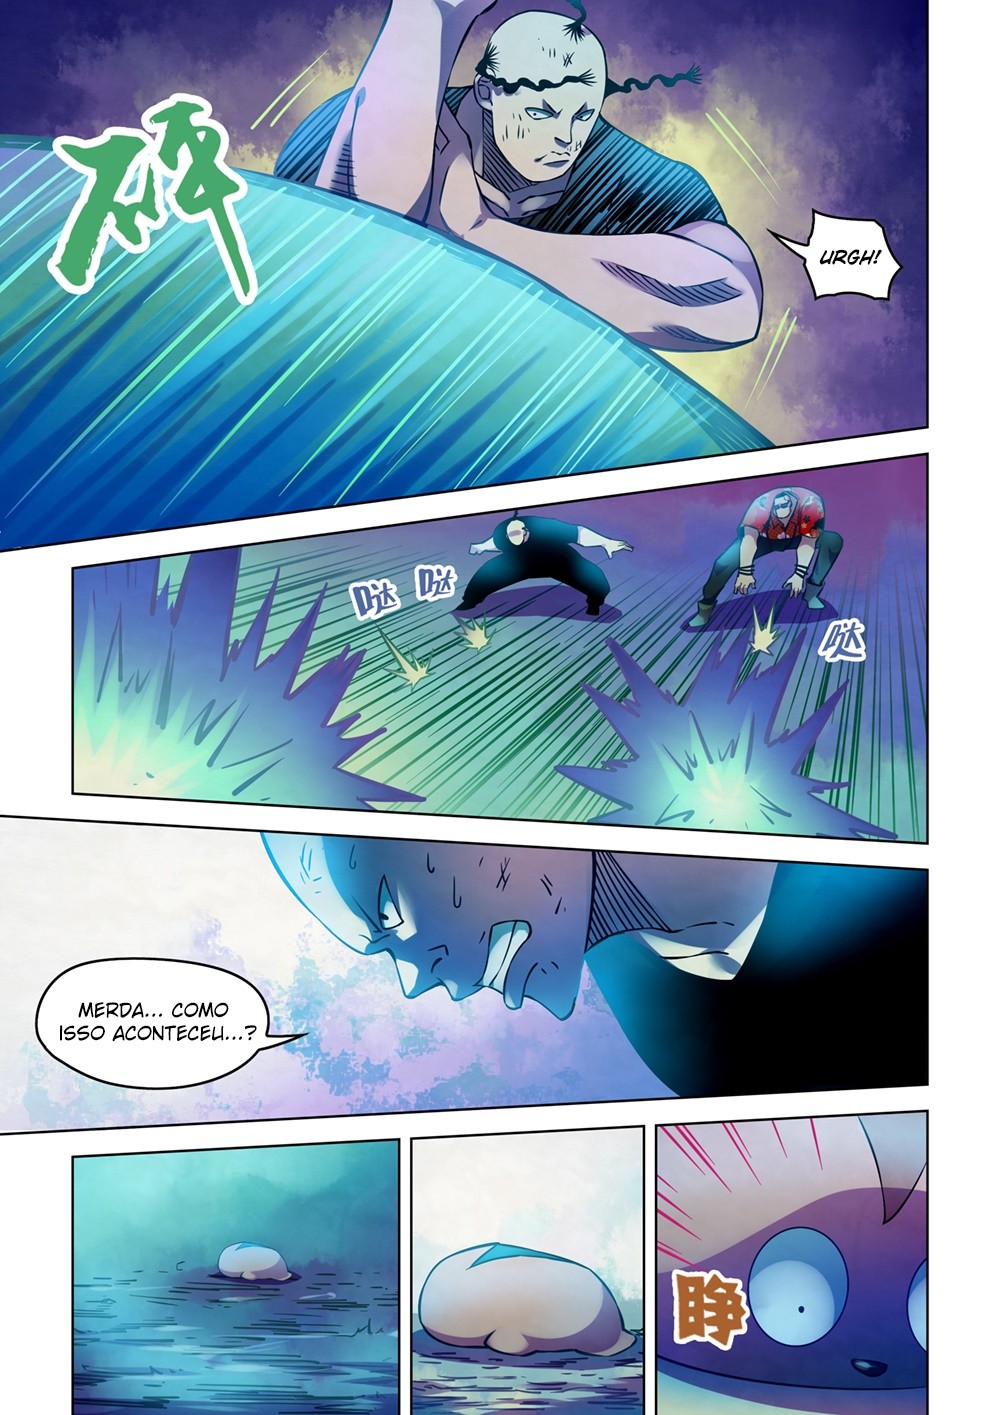 砰
URGH!
哒 哒
哒
MERDA... COMO
ISSO ACONTECEU...?
睁